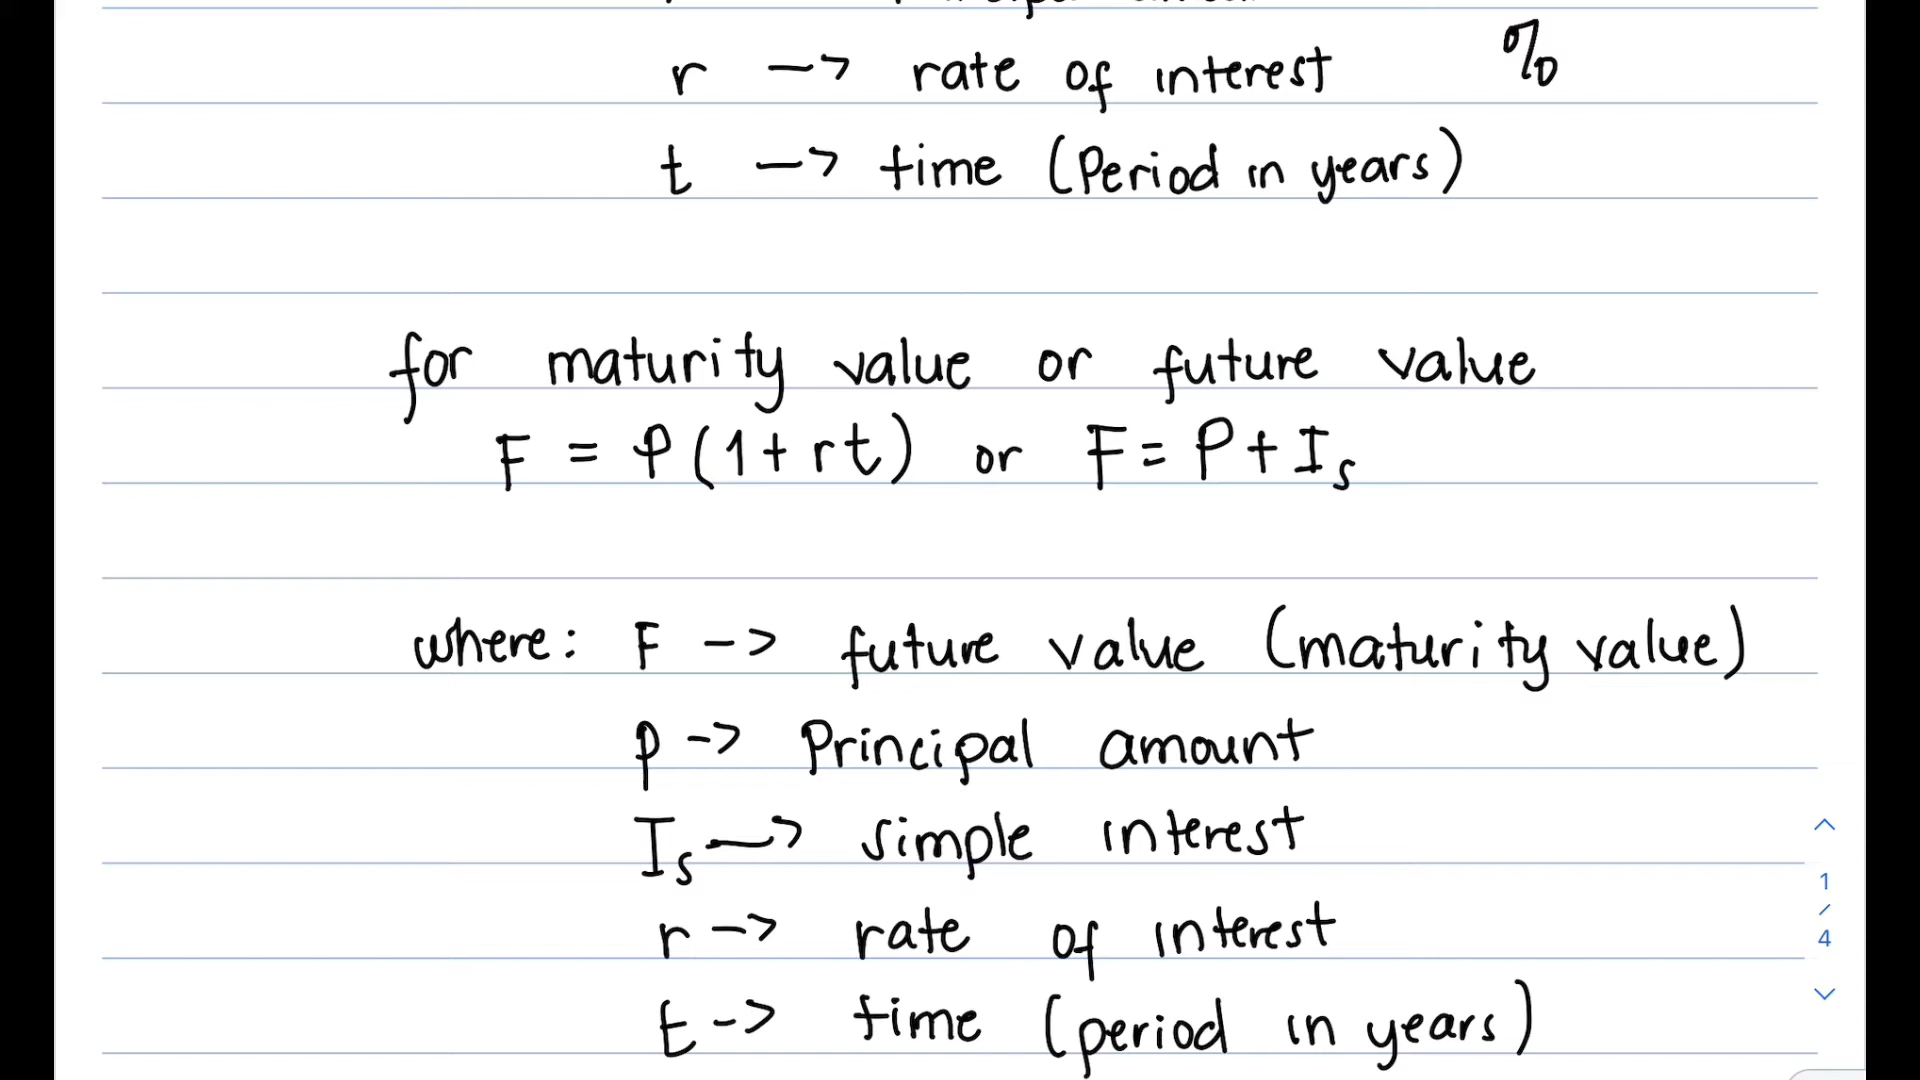 r —> rate of interest %
t —> time (Period in years)
for maturity value or future value
F = P(1+rt) or F = P + Is
where: F —> future value (maturity value)
P —> Principal amount
Is —> simple interest
r —> rate of interest
t —> time (period in years)
1
/
4